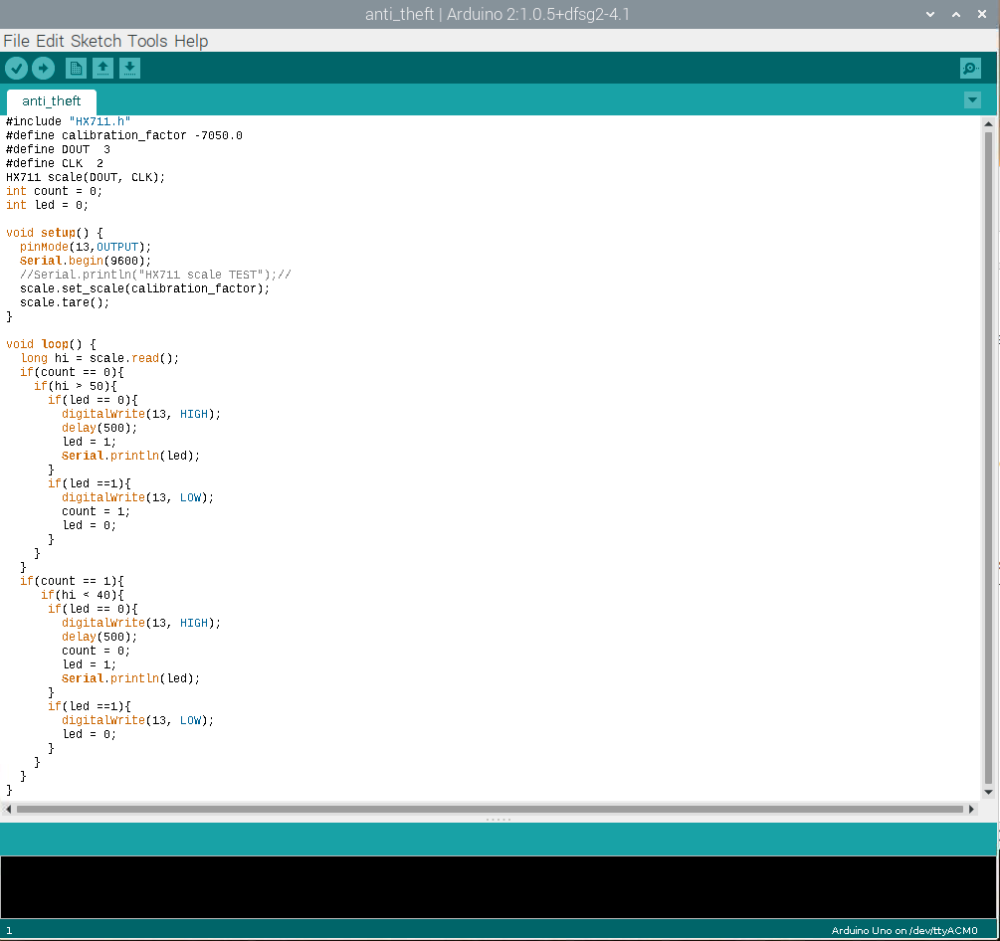 anti_theft | Arduino 2:1.0.5+dfsg2-4.1
File Edit Sketch Tools Help
anti_theft
#include "HX711.h"
#define calibration_factor -7050.0
#define DOUT  3
#define CLK  2
HX711 scale(DOUT, CLK);
int count = 0;
int led = 0;

void setup() {
  pinMode(13,OUTPUT);
  Serial.begin(9600);
  //Serial.println("HX711 scale TEST");//
  scale.set_scale(calibration_factor);
  scale.tare();
}

void loop() {
  long hi = scale.read();
  if(count == 0){
    if(hi > 50){
      if(led == 0){
        digitalWrite(13, HIGH);
        delay(500);
        led = 1;
        Serial.println(led);
      }
      if(led ==1){
        digitalWrite(13, LOW);
        count = 1;
        led = 0;
      }
    }
  }
  if(count == 1){
     if(hi < 40){
      if(led == 0){
        digitalWrite(13, HIGH);
        delay(500);
        count = 0;
        led = 1;
        Serial.println(led);
      }
      if(led ==1){
        digitalWrite(13, LOW);
        led = 0;
      }
    }
  }
}
1
Arduino Uno on /dev/ttyACM0